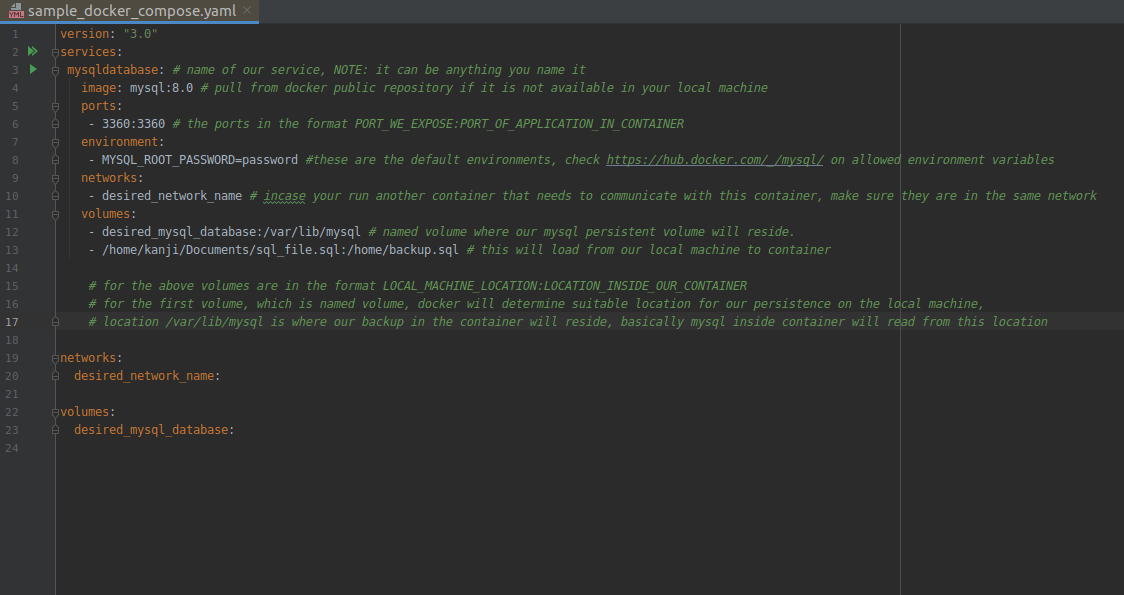 sample_docker_compose.yaml
1 version: "3.0"
2 services:
3 mysqldatabase: # name of our service, NOTE: it can be anything you name it
4 image: mysql:8.0 # pull from docker public repository if it is not available in your local machine
5 ports:
6 - 3360:3360 # the ports in the format PORT_WE_EXPOSE:PORT_OF_APPLICATION_IN_CONTAINER
7 environment:
8 - MYSQL_ROOT_PASSWORD=password #these are the default environments, check https://hub.docker.com/_/mysql/ on allowed environment variables
9 networks:
10 - desired_network_name # incase your run another container that needs to communicate with this container, make sure they are in the same network
11 volumes:
12 - desired_mysql_database:/var/lib/mysql # named volume where our mysql persistent volume will reside.
13 - /home/kanji/Documents/sql_file.sql:/home/backup.sql # this will load from our local machine to container
14
15 # for the above volumes are in the format LOCAL_MACHINE_LOCATION:LOCATION_INSIDE_OUR_CONTAINER
16 # for the first volume, which is named volume, docker will determine suitable location for our persistence on the local machine,
17 # location /var/lib/mysql is where our backup in the container will reside, basically mysql inside container will read from this location
18
19 networks:
20 desired_network_name:
21
22 volumes:
23 desired_mysql_database:
24